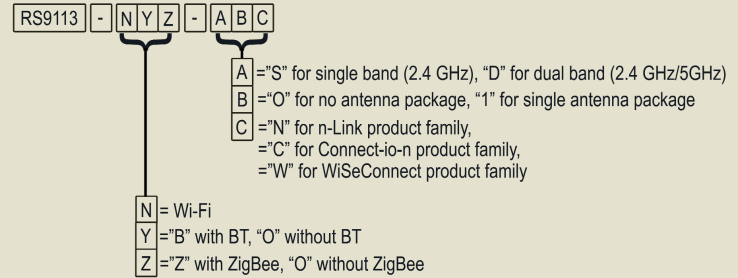 RS9113 - N Y Z - A B C
A =”S” for single band (2.4 GHz), “D” for dual band (2.4 GHz/5GHz)
B =“O” for no antenna package, “1” for single antenna package
C =”N” for n-Link product family,
=”C” for Connect-io-n product family,
=”W” for WiSeConnect product family
N = Wi-Fi
Y =”B” with BT, “O” without BT
Z =”Z” with ZigBee, “O” without ZigBee